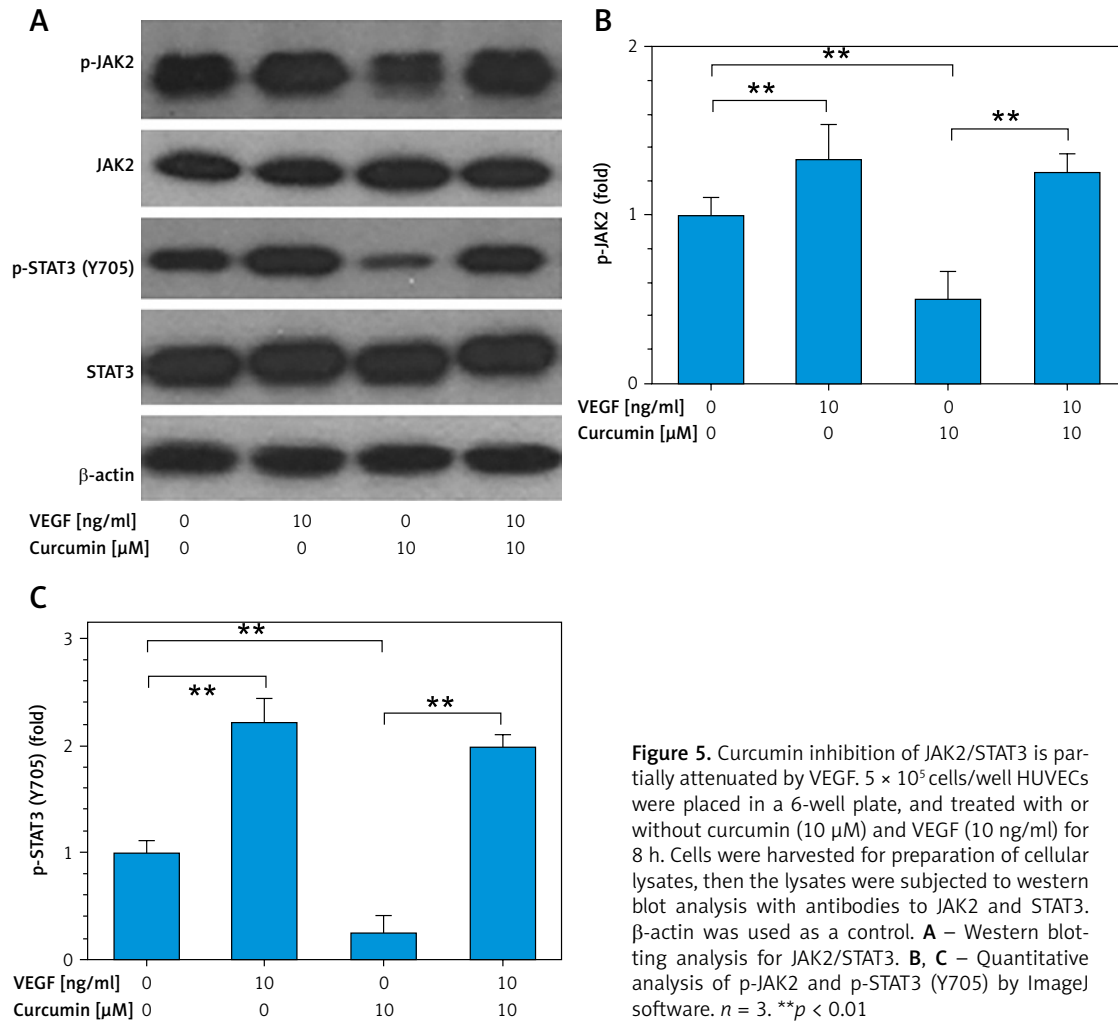 A
p-JAK2
JAK2
p-STAT3 (Y705)
STAT3
β-actin
VEGF [ng/ml] 0 10 0 10
Curcumin [µM] 0 0 10 10
B
2
1
0
p-JAK2 (fold)
**
**
**
VEGF [ng/ml] 0 10 0 10
Curcumin [µM] 0 0 10 10
C
3
2
1
0
p-STAT3 (Y705) (fold)
**
**
**
VEGF [ng/ml] 0 10 0 10
Curcumin [µM] 0 0 10 10
Figure 5. Curcumin inhibition of JAK2/STAT3 is par-
tially attenuated by VEGF. 5 × 10⁵ cells/well HUVECs
were placed in a 6-well plate, and treated with or
without curcumin (10 µM) and VEGF (10 ng/ml) for
8 h. Cells were harvested for preparation of cellular
lysates, then the lysates were subjected to western
blot analysis with antibodies to JAK2 and STAT3.
β-actin was used as a control. A – Western blot-
ting analysis for JAK2/STAT3. B, C – Quantitative
analysis of p-JAK2 and p-STAT3 (Y705) by ImageJ
software. n = 3. **p < 0.01